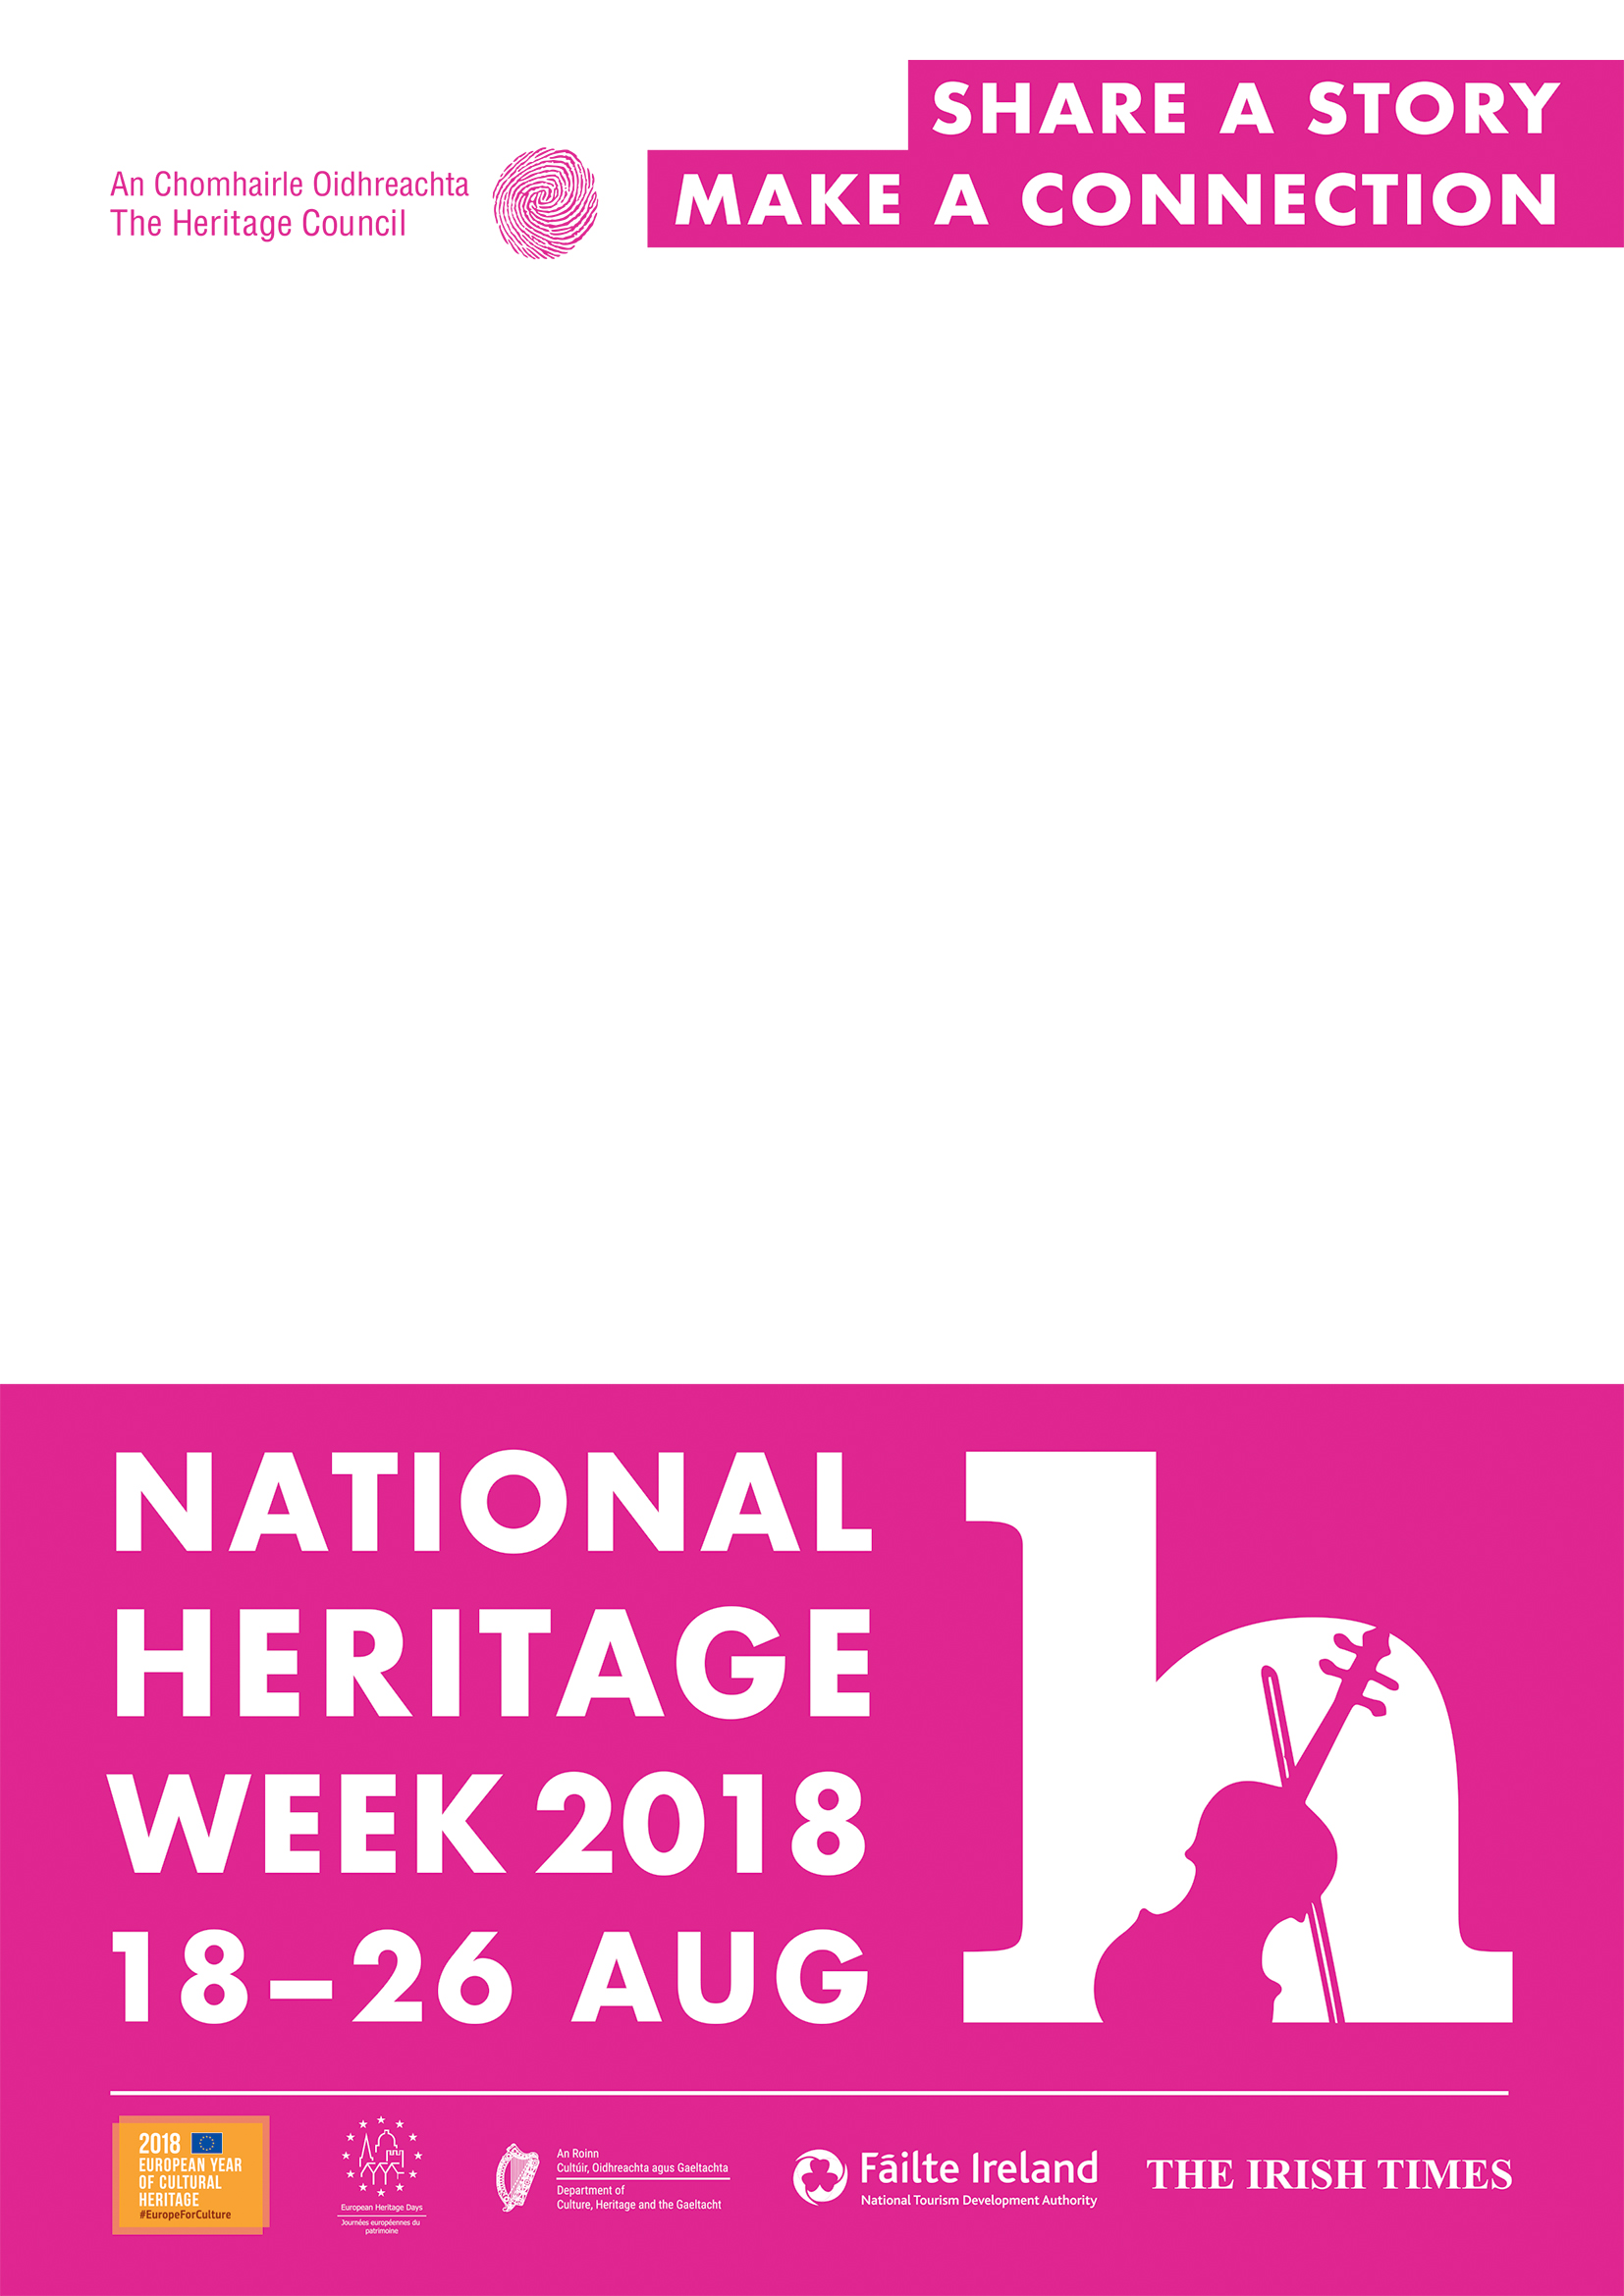 SHARE A STORY
MAKE A CONNECTION
An Chomhairle Oidhreachta
The Heritage Council
NATIONAL
HERITAGE
WEEK 2018
18–26 AUG
2018
EUROPEAN YEAR
OF CULTURAL
HERITAGE
#EuropeForCulture
European Heritage Days
Journées européennes du
patrimoine
An Roinn
Cultúir, Oidhreachta agus Gaeltachta
Department of
Culture, Heritage and the Gaeltacht
Fáilte Ireland
National Tourism Development Authority
THE IRISH TIMES
h